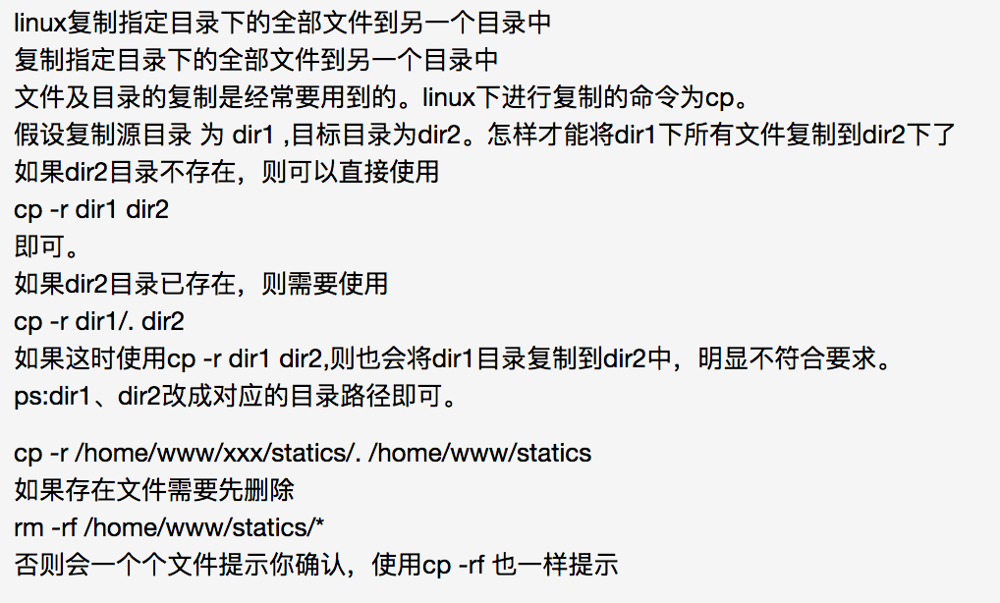 linux复制指定目录下的全部文件到另一个目录中
复制指定目录下的全部文件到另一个目录中
文件及目录的复制是经常要用到的。linux下进行复制的命令为cp。
假设复制源目录 为 dir1 ,目标目录为dir2。怎样才能将dir1下所有文件复制到dir2下了
如果dir2目录不存在，则可以直接使用
cp -r dir1 dir2
即可。
如果dir2目录已存在，则需要使用
cp -r dir1/. dir2
如果这时使用cp -r dir1 dir2,则也会将dir1目录复制到dir2中，明显不符合要求。
ps:dir1、dir2改成对应的目录路径即可。
cp -r /home/www/xxx/statics/. /home/www/statics
如果存在文件需要先删除
rm -rf /home/www/statics/*
否则会一个个文件提示你确认，使用cp -rf 也一样提示